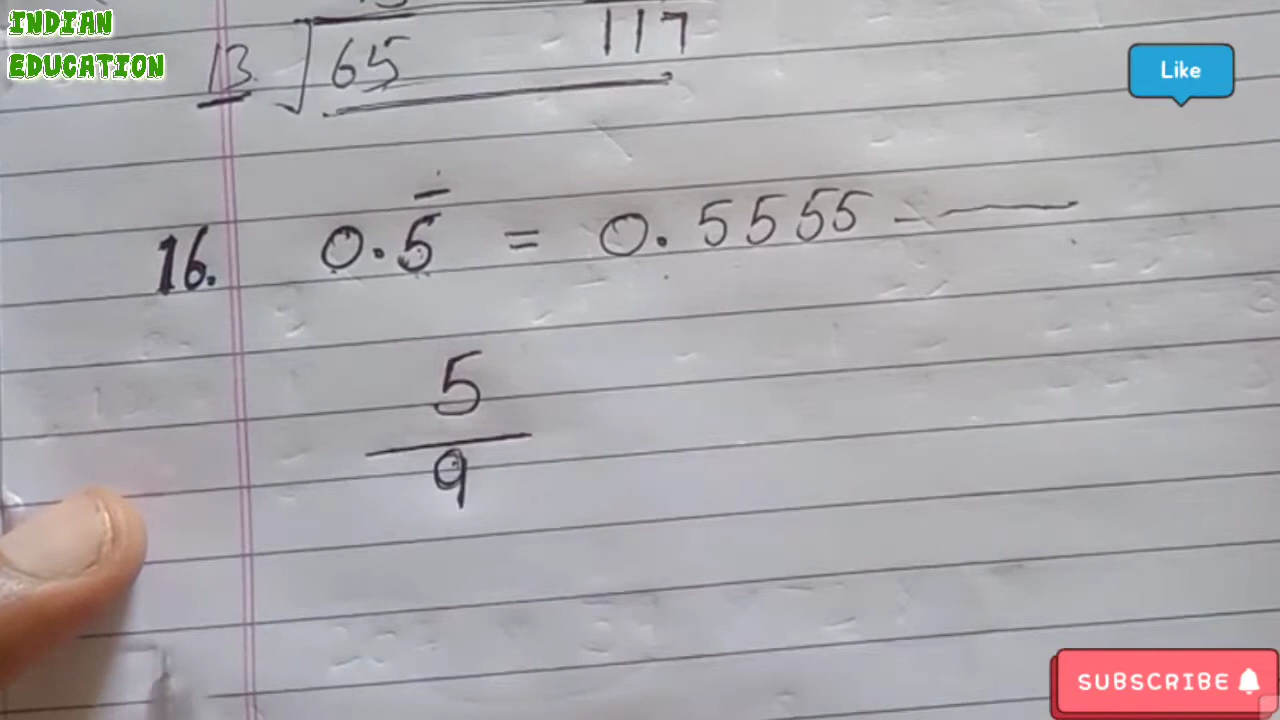 INDIAN
EDUCATION
117
13 65
Like
16. 0.5̅ = 0.5555 - ——
5
9
SUBSCRIBE